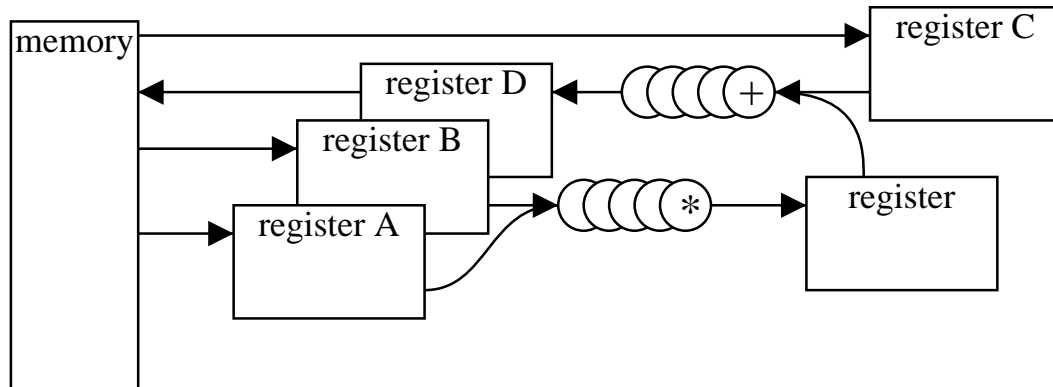 memory
register C
register D
+
register B
*
register
register A